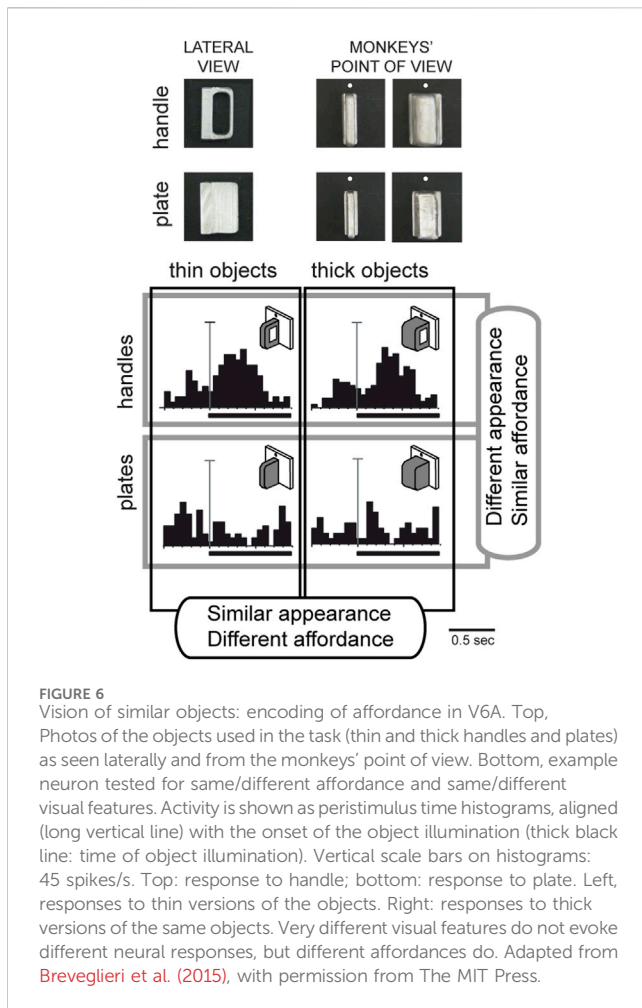 LATERAL
VIEW
MONKEYS'
POINT OF VIEW
handle
plate
thin objects
thick objects
handles
plates
Different appearance
Similar affordance
Similar appearance
Different affordance
0.5 sec
FIGURE 6
Vision of similar objects: encoding of affordance in V6A. Top,
Photos of the objects used in the task (thin and thick handles and plates)
as seen laterally and from the monkeys' point of view. Bottom, example
neuron tested for same/different affordance and same/different
visual features. Activity is shown as peristimulus time histograms, aligned
(long vertical line) with the onset of the object illumination (thick black
line: time of object illumination). Vertical scale bars on histograms:
45 spikes/s. Top: response to handle; bottom: response to plate. Left,
responses to thin versions of the objects. Right: responses to thick
versions of the same objects. Very different visual features do not evoke
different neural responses, but different affordances do. Adapted from
Breveglieri et al. (2015), with permission from The MIT Press.